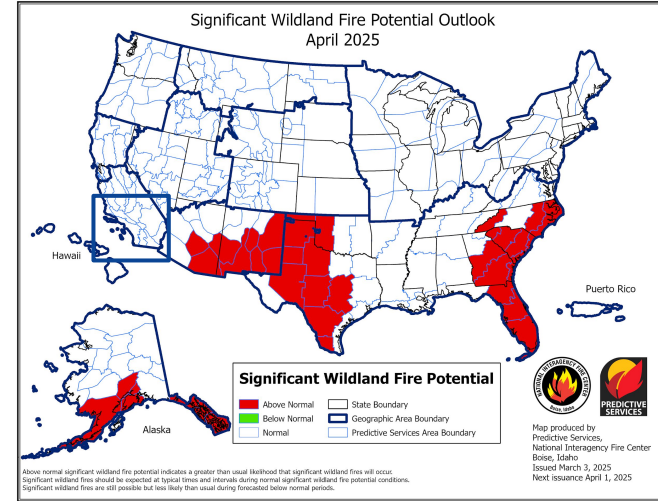 Significant Wildland Fire Potential Outlook
April 2025
Hawaii
Puerto Rico
Alaska
Significant Wildland Fire Potential
Above Normal
Below Normal
Normal
State Boundary
Geographic Area Boundary
Predictive Services Area Boundary
NATIONAL INTERAGENCY FIRE CENTER
Boise, Idaho
PREDICTIVE
SERVICES
Map produced by
Predictive Services,
National Interagency Fire Center
Boise, Idaho
Issued March 3, 2025
Next issuance April 1, 2025
Above normal significant wildland fire potential indicates a greater than usual likelihood that significant wildland fires will occur.
Significant wildland fires should be expected at typical times and intervals during normal significant wildland fire potential conditions.
Significant wildland fires are still possible but less likely than usual during forecasted below normal periods.